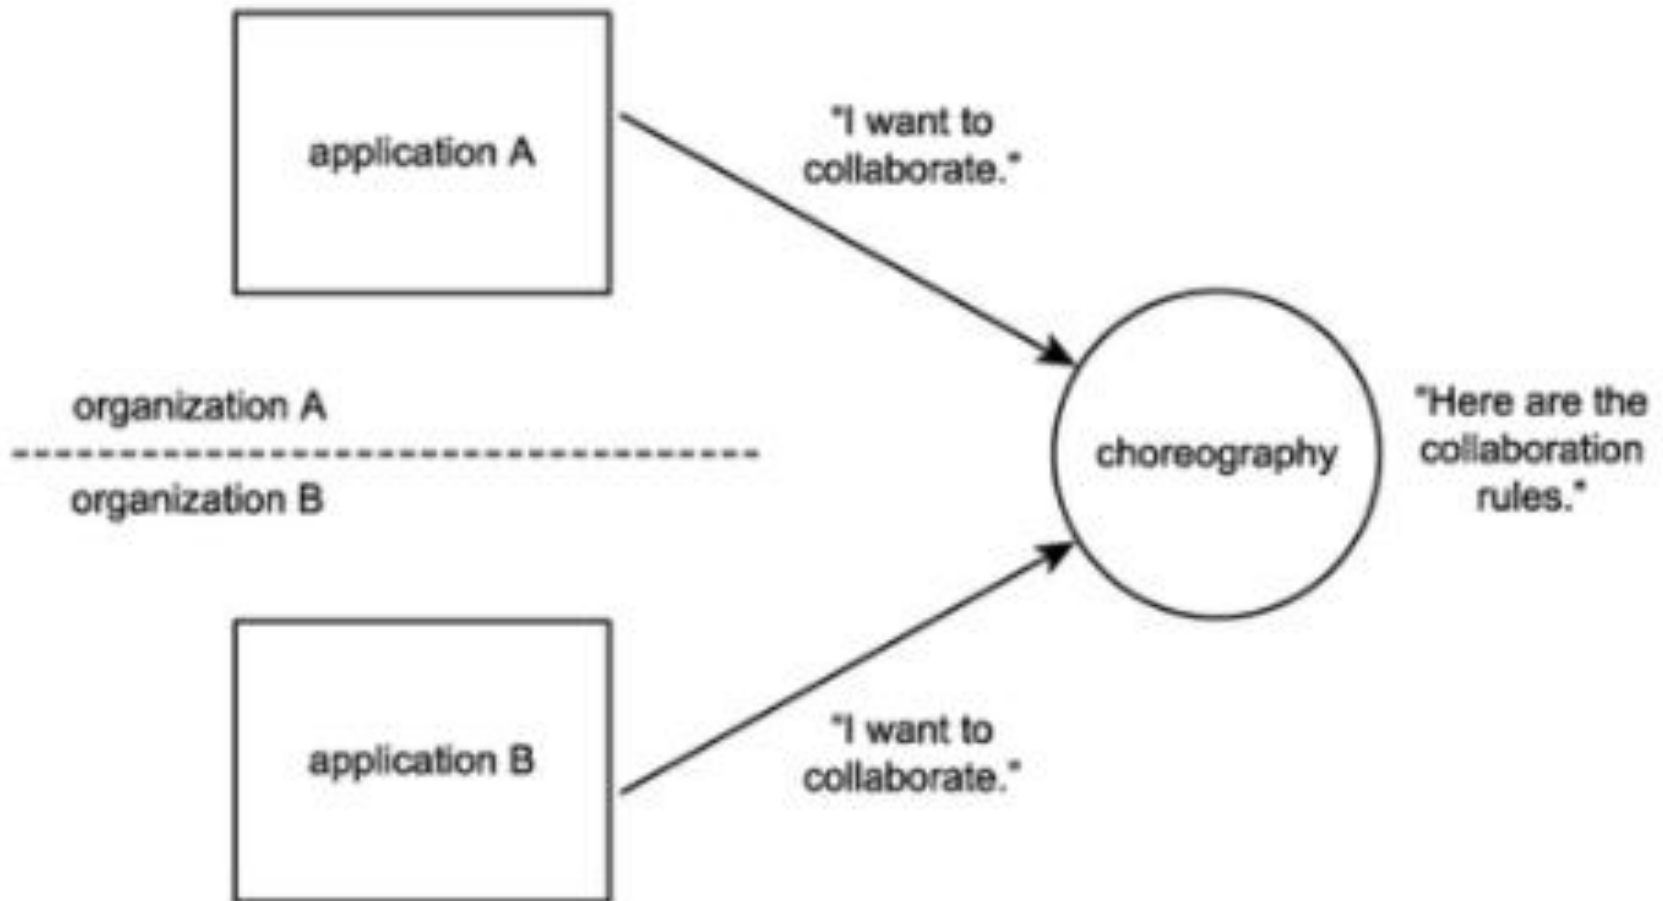 application A
"I want to
collaborate."
organization A
organization B
choreography
"Here are the
collaboration
rules."
application B
"I want to
collaborate."